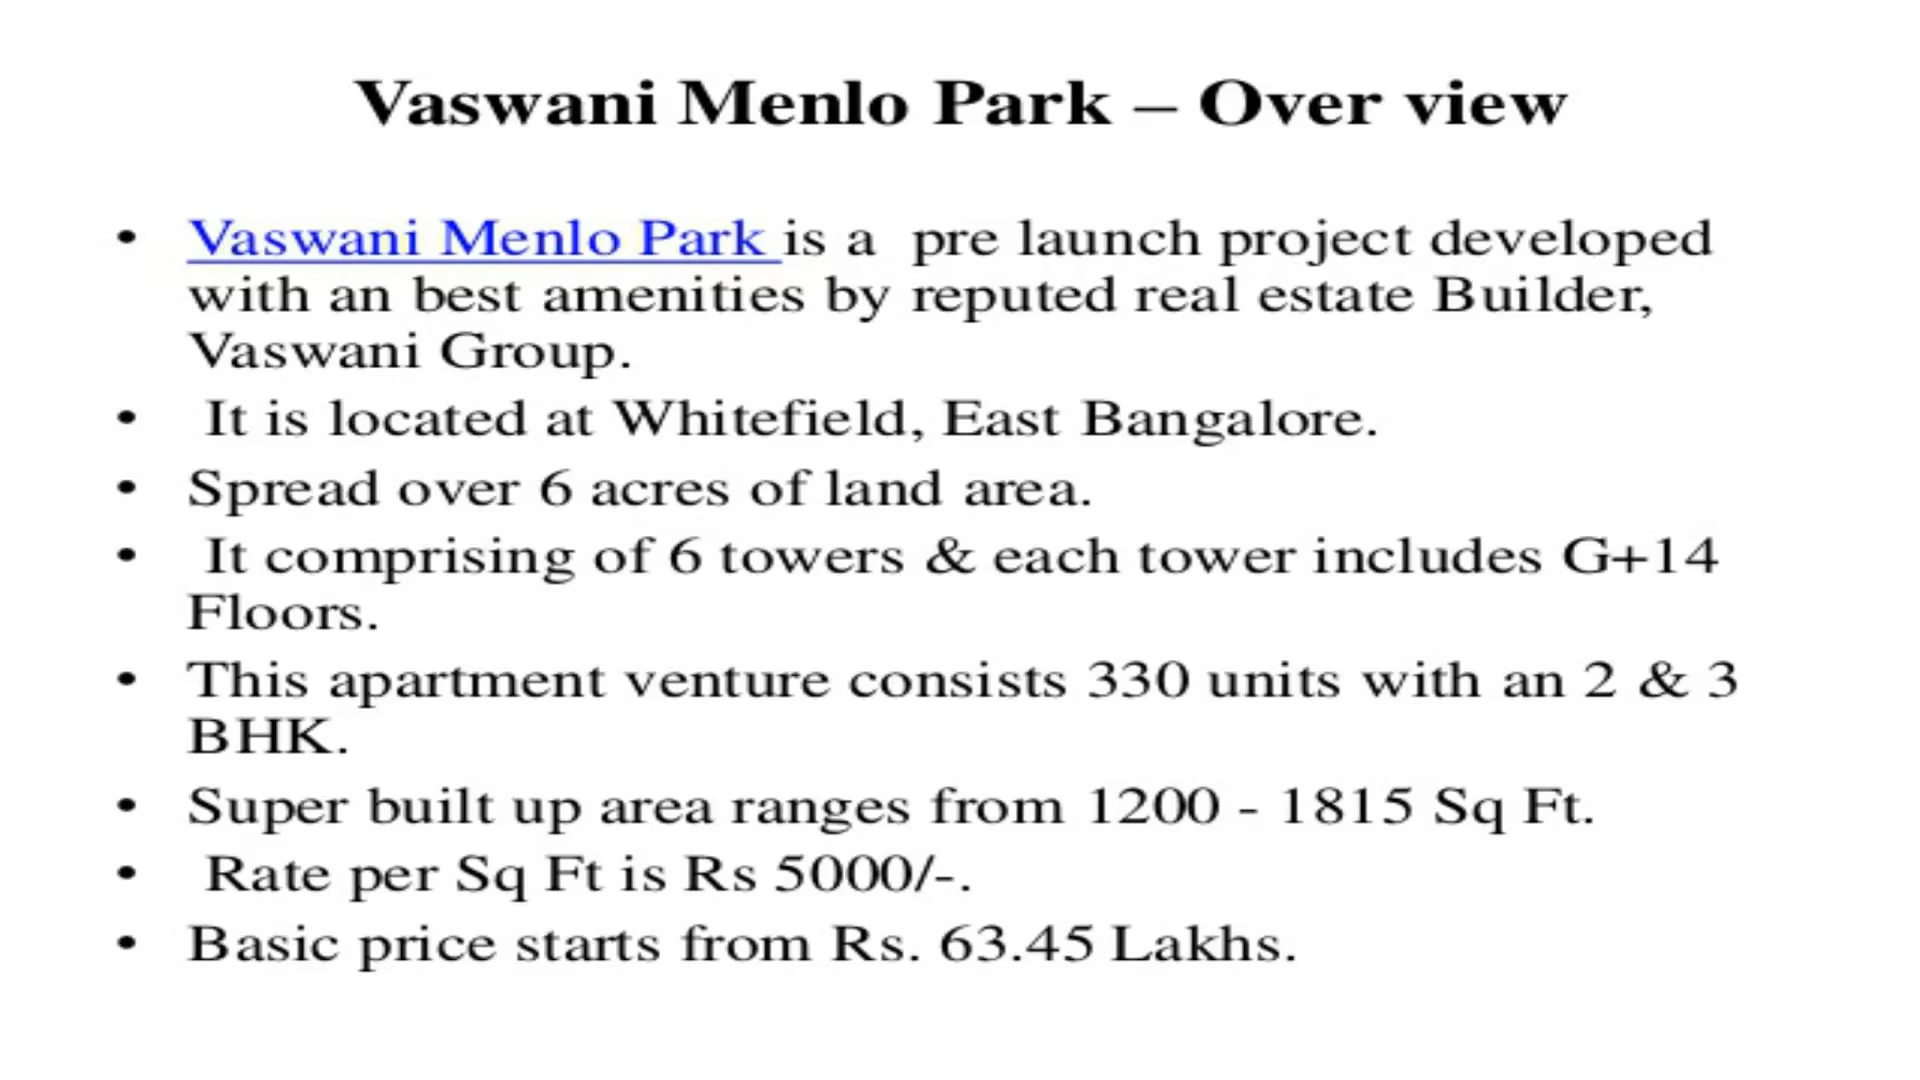 Vaswani Menlo Park – Over view
• Vaswani Menlo Park is a pre launch project developed
with an best amenities by reputed real estate Builder,
Vaswani Group.
• It is located at Whitefield, East Bangalore.
• Spread over 6 acres of land area.
• It comprising of 6 towers & each tower includes G+14
Floors.
• This apartment venture consists 330 units with an 2 & 3
BHK.
• Super built up area ranges from 1200 - 1815 Sq Ft.
• Rate per Sq Ft is Rs 5000/-.
• Basic price starts from Rs. 63.45 Lakhs.